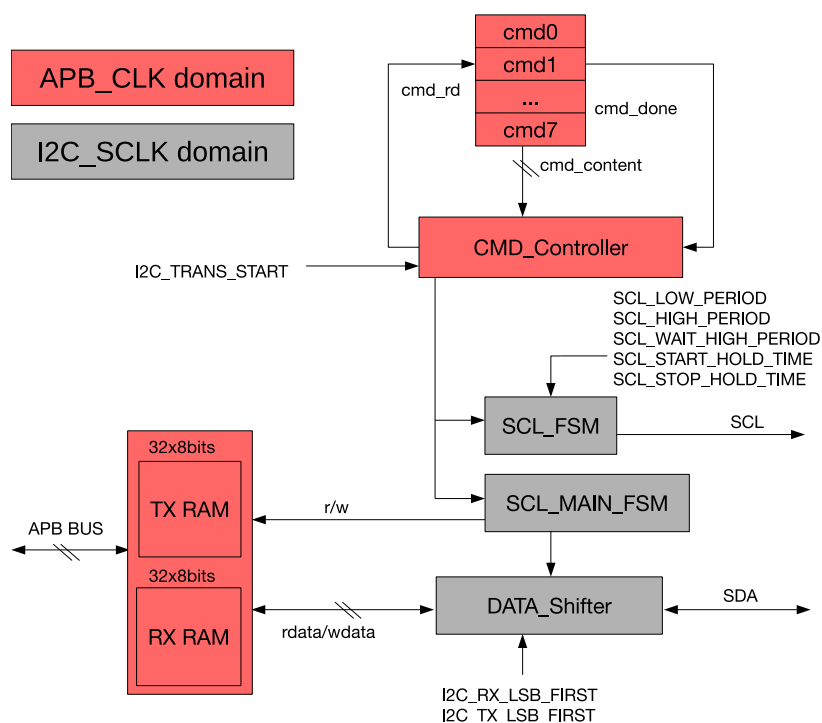 cmd0
APB_CLK domain
cmd1
cmd_rd
...
cmd_done
I2C_SCLK domain
cmd7
cmd_content
CMD_Controller
I2C_TRANS_START
SCL_LOW_PERIOD
SCL_HIGH_PERIOD
SCL_WAIT_HIGH_PERIOD
SCL_START_HOLD_TIME
SCL_STOP_HOLD_TIME
SCL_FSM
SCL
32x8bits
TX RAM
r/w
SCL_MAIN_FSM
APB BUS
32x8bits
RX RAM
rdata/wdata
DATA_Shifter
SDA
I2C_RX_LSB_FIRST
I2C_TX_LSB_FIRST